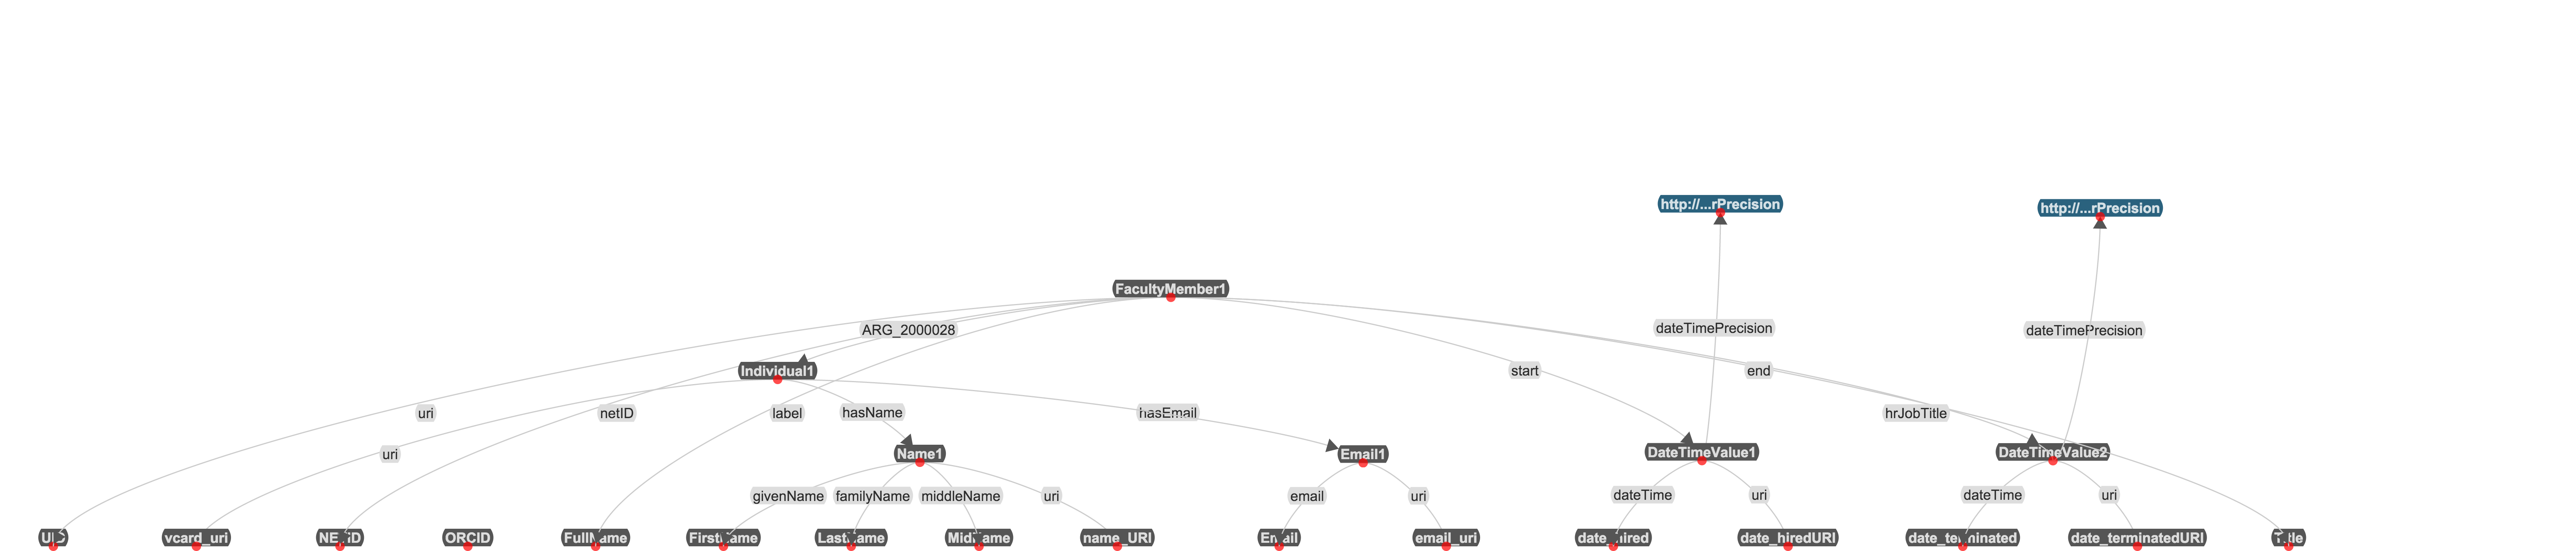 http://...rPrecision
http://...rPrecision
FacultyMember1
ARG_2000028
dateTimePrecision
dateTimePrecision
Individual1
start
end
uri
netID
label
hasName
hasEmail
hrJobTitle
uri
Name1
Email1
DateTimeValue1
DateTimeValue2
givenName
familyName
middleName
uri
email
uri
dateTime
uri
dateTime
uri
vcard_uri
NETID
ORCID
FullName
FirstName
LastName
MidName
name_URI
Email
email_uri
date_hired
date_hiredURI
date_terminated
date_terminatedURI
Title